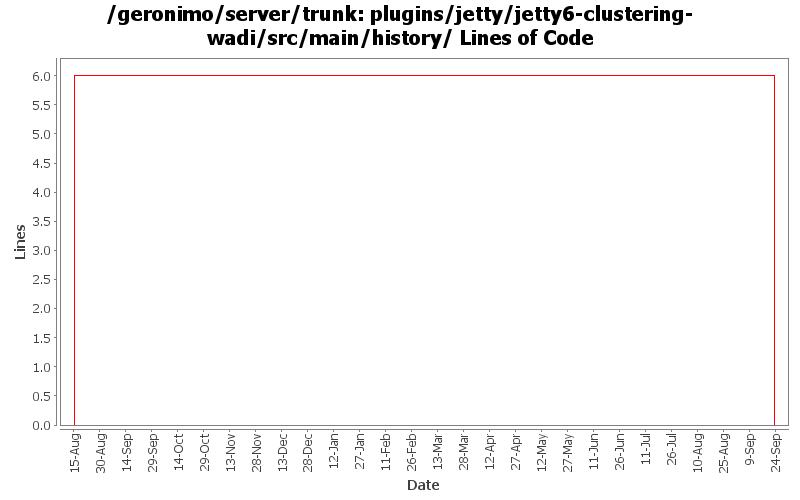 /geronimo/server/trunk: plugins/jetty/jetty6-clustering-
wadi/src/main/history/ Lines of Code
6.0
5.5
5.0
4.5
4.0
3.5
3.0
2.5
2.0
1.5
1.0
0.5
0.0
Lines
15-Aug
30-Aug
14-Sep
29-Sep
14-Oct
29-Oct
13-Nov
28-Nov
13-Dec
28-Dec
12-Jan
27-Jan
11-Feb
26-Feb
13-Mar
28-Mar
12-Apr
27-Apr
12-May
27-May
11-Jun
26-Jun
11-Jul
26-Jul
10-Aug
25-Aug
9-Sep
24-Sep
Date